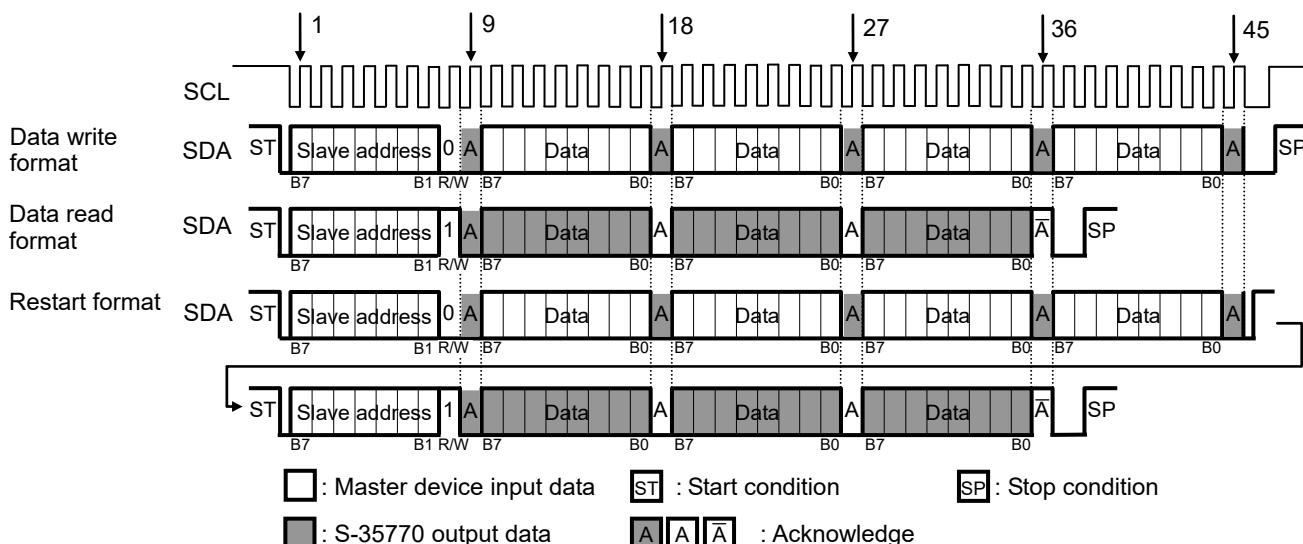 1 9 18 27 36 45
SCL
Data write
format
SDA ST Slave address 0 A Data A Data A Data A Data A SP
B7 B1 R/W B7 B0 B7 B0 B7 B0 B7 B0
Data read
format
SDA ST Slave address 1 A Data A Data A Data A̅ SP
B7 B1 R/W B7 B0 B7 B0 B7 B0
Restart format
SDA ST Slave address 0 A Data A Data A Data A Data A
B7 B1 R/W B7 B0 B7 B0 B7 B0 B7 B0
ST Slave address 1 A Data A Data A Data A̅ SP
B7 B1 R/W B7 B0 B7 B0 B7 B0
: Master device input data ST : Start condition SP : Stop condition
: S-35770 output data A A A̅ : Acknowledge